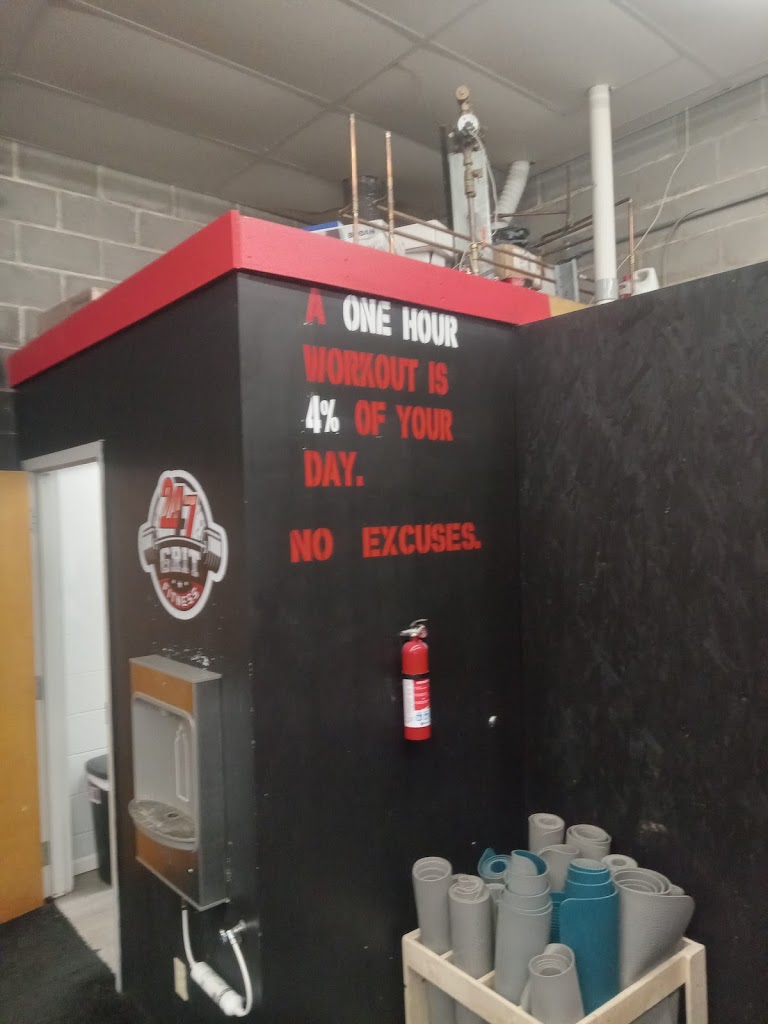 A ONE HOUR
WORKOUT IS
4% OF YOUR
DAY.
NO EXCUSES.
24/7
GRIT
FITNESS